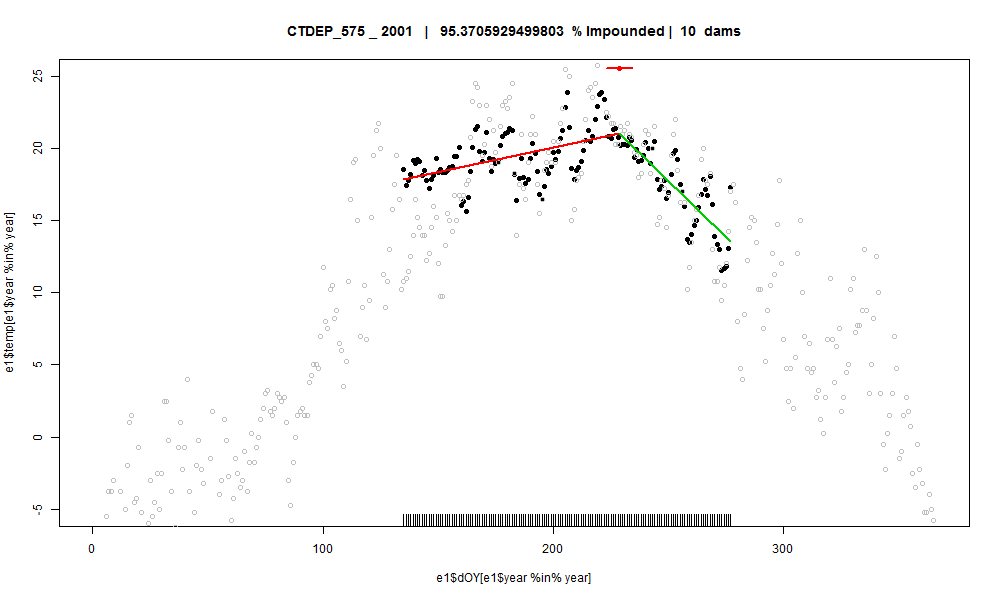 CTDEP_575 _ 2001 | 95.3705929499803 % Impounded | 10 dams
e1$temp[e1$year %in% year]
25
20
15
10
5
0
-5
0 100 200 300
e1$dOY[e1$year %in% year]